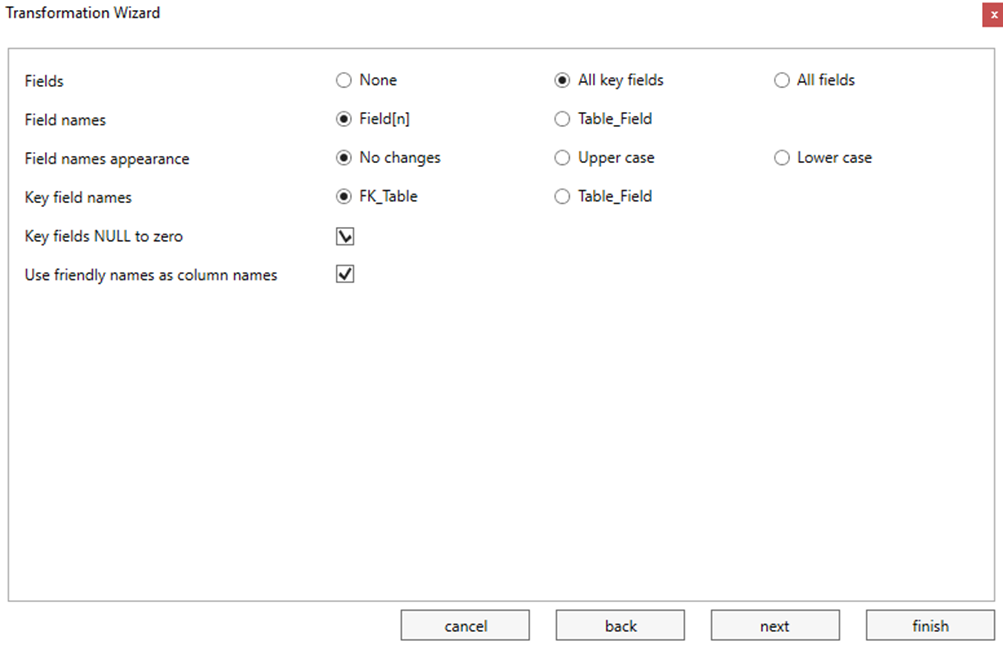 Transformation Wizard
x
Fields None All key fields All fields
Field names Field[n] Table_Field
Field names appearance No changes Upper case Lower case
Key field names FK_Table Table_Field
Key fields NULL to zero
Use friendly names as column names
cancel back next finish